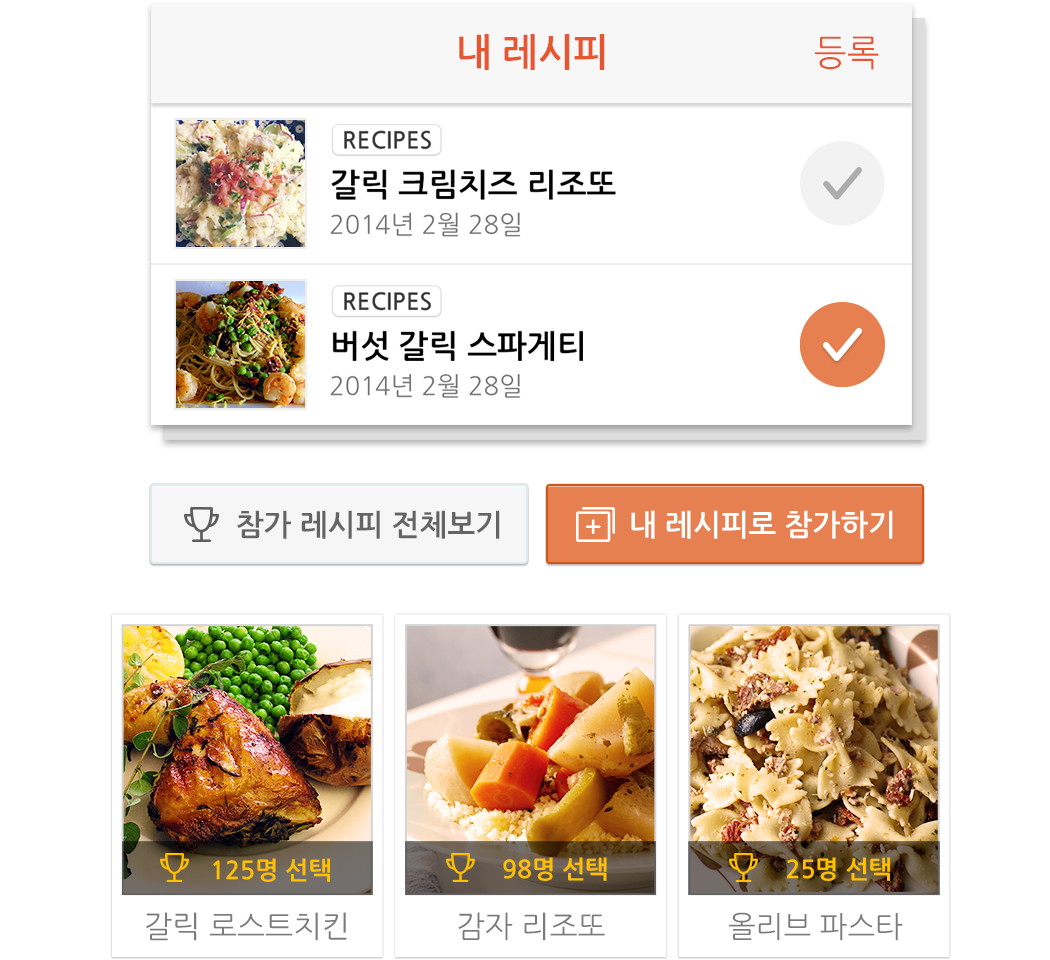 내 레시피
등록
RECIPES
갈릭 크림치즈 리조또
2014년 2월 28일
RECIPES
버섯 갈릭 스파게티
2014년 2월 28일
참가 레시피 전체보기
내 레시피로 참가하기
125명 선택
98명 선택
25명 선택
갈릭 로스트치킨
감자 리조또
올리브 파스타